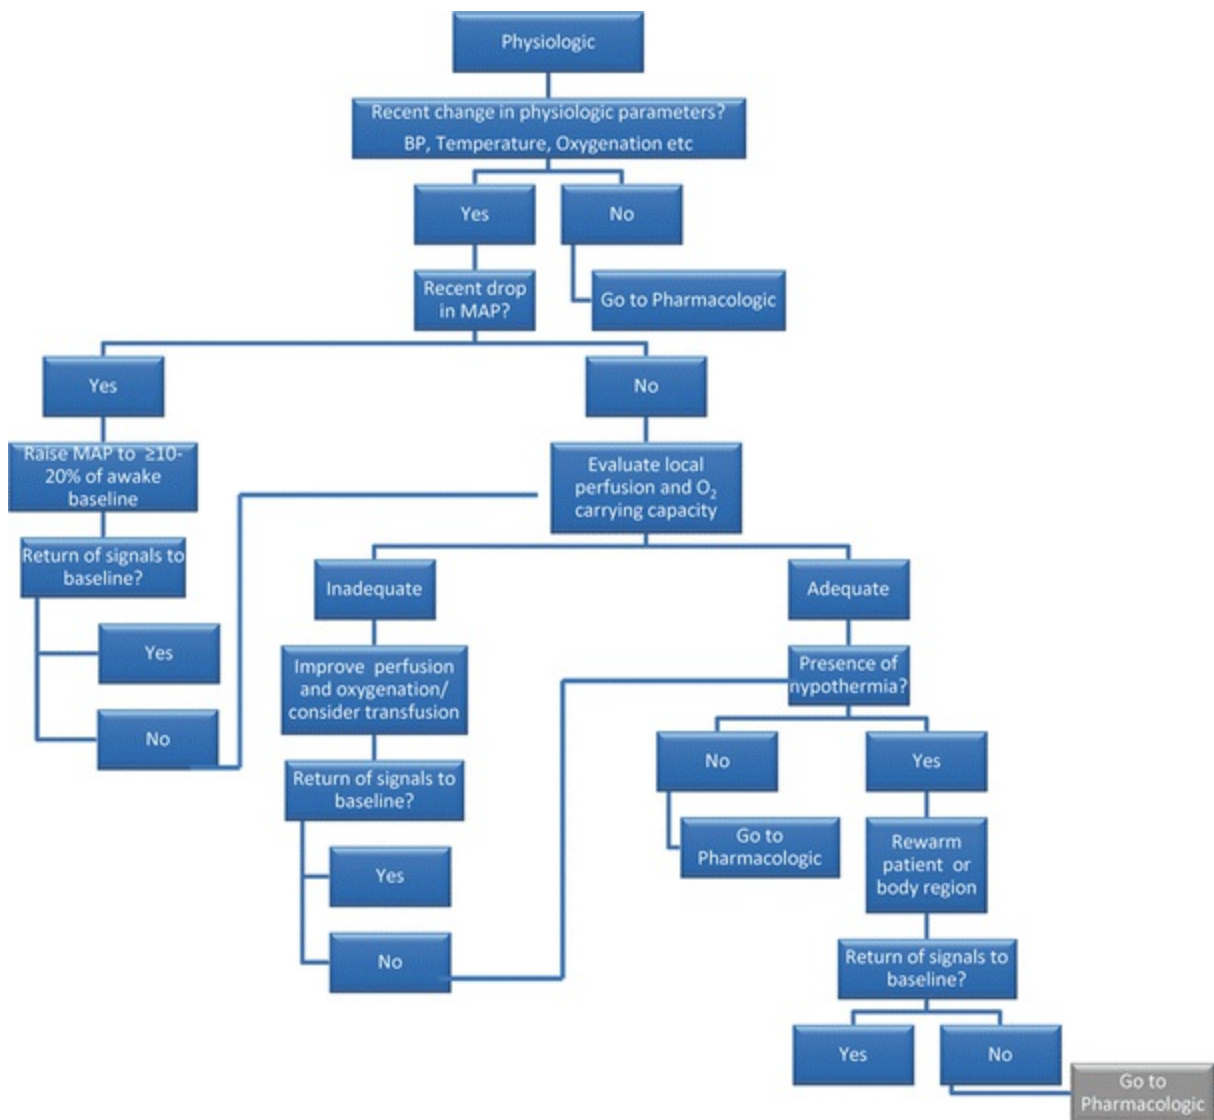 Physiologic
Recent change in physiologic parameters?
BP, Temperature, Oxygenation etc
Yes
No
Recent drop
in MAP?
Go to Pharmacologic
Yes
No
Raise MAP to ≥10-
20% of awake
baseline
Evaluate local
perfusion and O₂
carrying capacity
Return of signals to
baseline?
Inadequate
Adequate
Yes
No
Improve perfusion
and oxygenation/
consider transfusion
Presence of
nypothermia?
Return of signals to
baseline?
No
Yes
Yes
No
Go to
Pharmacologic
Rewarm
patient or
body region
Return of signals to
baseline?
Yes
No
Go to
Pharmacologic